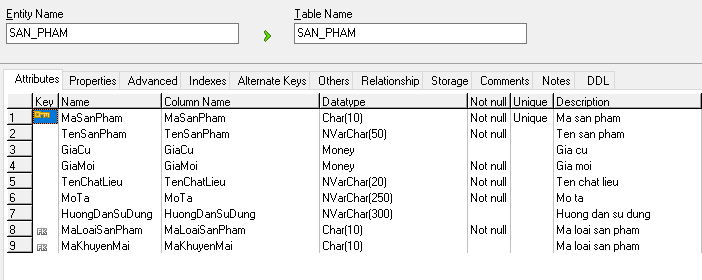 Entity Name
Table Name
SAN_PHAM
SAN_PHAM
Attributes Properties Advanced Indexes Alternate Keys Others Relationship Storage Comments Notes DDL
Key Name Column Name Datatype Not null Unique Description
1 MaSanPham MaSanPham Char(10) Not null Unique Ma san pham
2 TenSanPham TenSanPham NVarChar(50) Not null Ten san pham
3 GiaCu GiaCu Money Gia cu
4 GiaMoi GiaMoi Money Not null Gia moi
5 TenChatLieu TenChatLieu NVarChar(20) Not null Ten chat lieu
6 MoTa MoTa NVarChar(250) Not null Mo ta
7 HuongDanSuDung HuongDanSuDung NVarChar(300) Huong dan su dung
8 FK MaLoaiSanPham MaLoaiSanPham Char(10) Not null Ma loai san pham
9 FK MaKhuyenMai MaKhuyenMai Char(10) Ma loai san pham